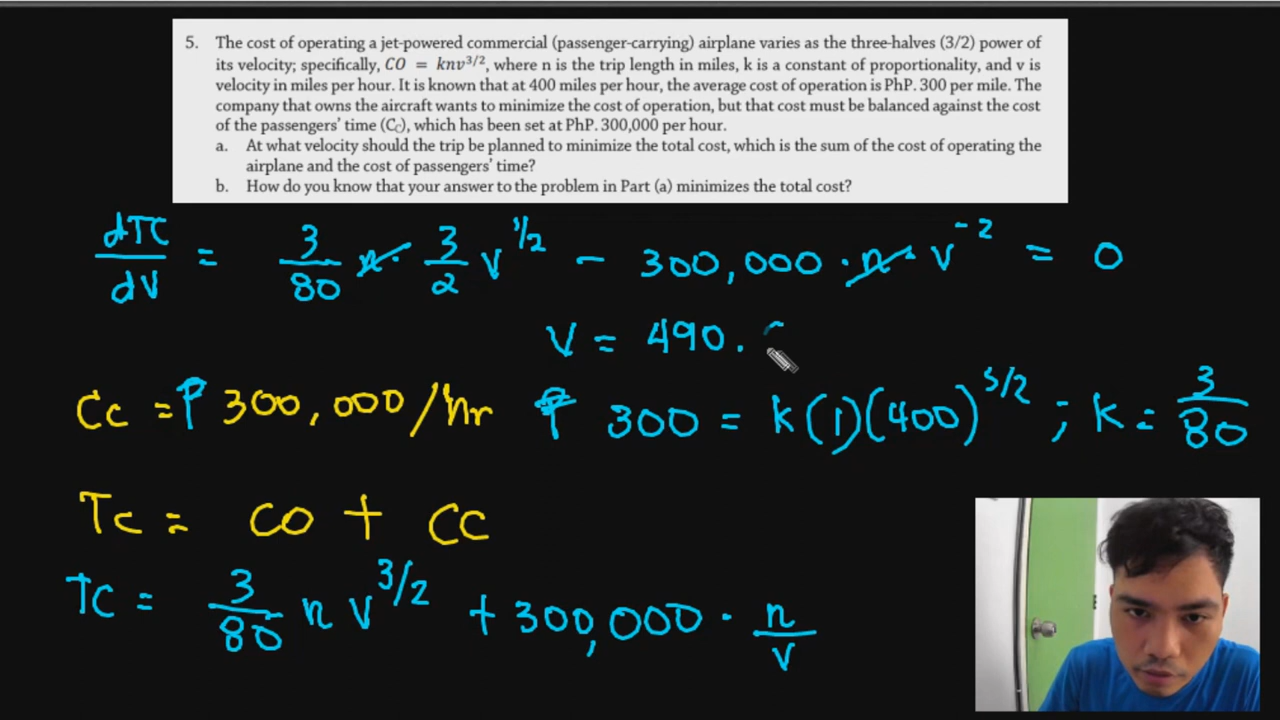 5. The cost of operating a jet-powered commercial (passenger-carrying) airplane varies as the three-halves (3/2) power of
its velocity; specifically, CO = knv^3/2, where n is the trip length in miles, k is a constant of proportionality, and v is
velocity in miles per hour. It is known that at 400 miles per hour, the average cost of operation is PhP. 300 per mile. The
company that owns the aircraft wants to minimize the cost of operation, but that cost must be balanced against the cost
of the passengers' time (CC), which has been set at PhP. 300,000 per hour.
a. At what velocity should the trip be planned to minimize the total cost, which is the sum of the cost of operating the
airplane and the cost of passengers' time?
b. How do you know that your answer to the problem in Part (a) minimizes the total cost?
dTC/dV = 3/80 n · 3/2 v^1/2 - 300,000 · n · v^-2 = 0
V = 490.
CC = ₱ 300,000/hr ₱ 300 = k(1)(400)^3/2 ; k = 3/80
TC = CO + CC
TC = 3/80 n v^3/2 + 300,000 · n/v